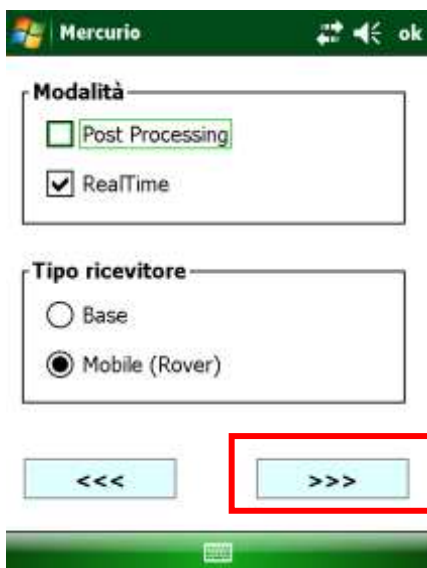 Mercurio ok
Modalità
Post Processing
RealTime
Tipo ricevitore
Base
Mobile (Rover)
<<< >>>